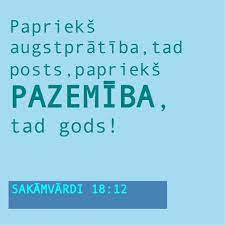 Papriekš
augstprātība,tad
posts,papriekš
PAZEMĪBA,
tad gods!
SAKĀMVĀRDI 18:12